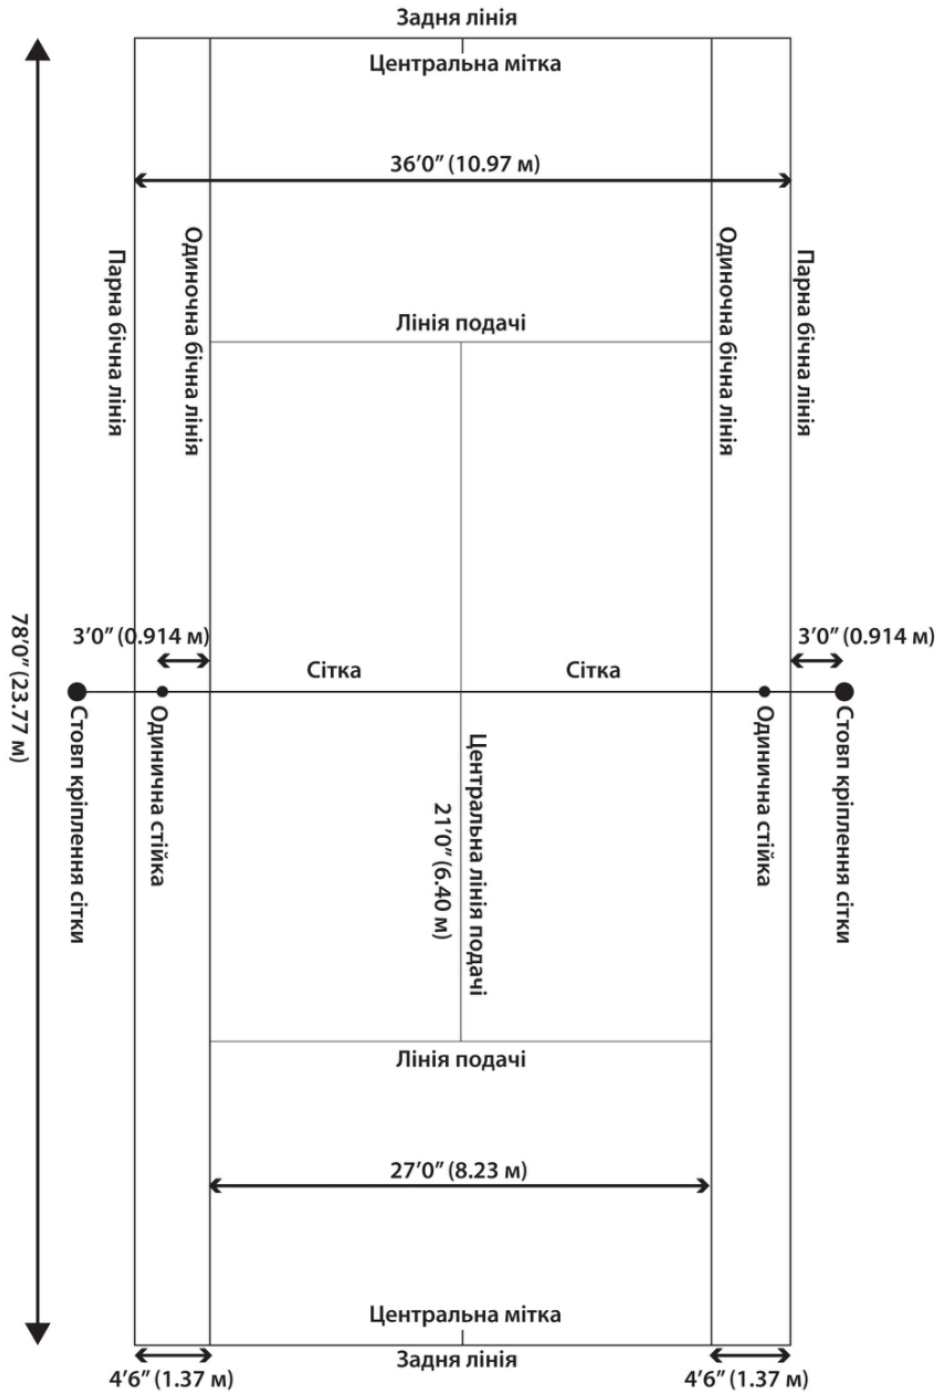 Задня лінія
Центральна мітка
36′0″ (10.97 м)
Парна бічна лінія
Одиночна бічна лінія
Одиночна бічна лінія
Парна бічна лінія
Лінія подачі
78′0″ (23.77 м)
3′0″ (0.914 м)
3′0″ (0.914 м)
Сітка
Сітка
Стовп кріплення сітки
Одинична стійка
21′0″ (6.40 м)
Центральна лінія подачі
Одинична стійка
Стовп кріплення сітки
Лінія подачі
27′0″ (8.23 м)
Центральна мітка
Задня лінія
4′6″ (1.37 м)
4′6″ (1.37 м)